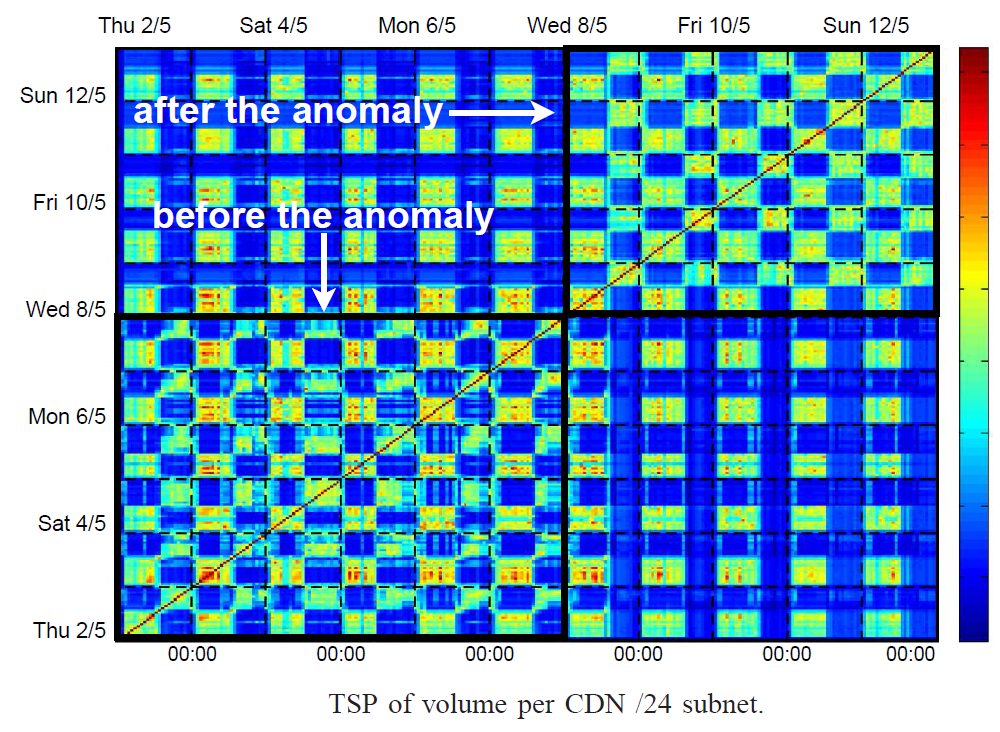 Thu 2/5 Sat 4/5 Mon 6/5 Wed 8/5 Fri 10/5 Sun 12/5
Sun 12/5
after the anomaly
Fri 10/5
before the anomaly
Wed 8/5
Mon 6/5
Sat 4/5
Thu 2/5
00:00 00:00 00:00 00:00 00:00 00:00
TSP of volume per CDN /24 subnet.